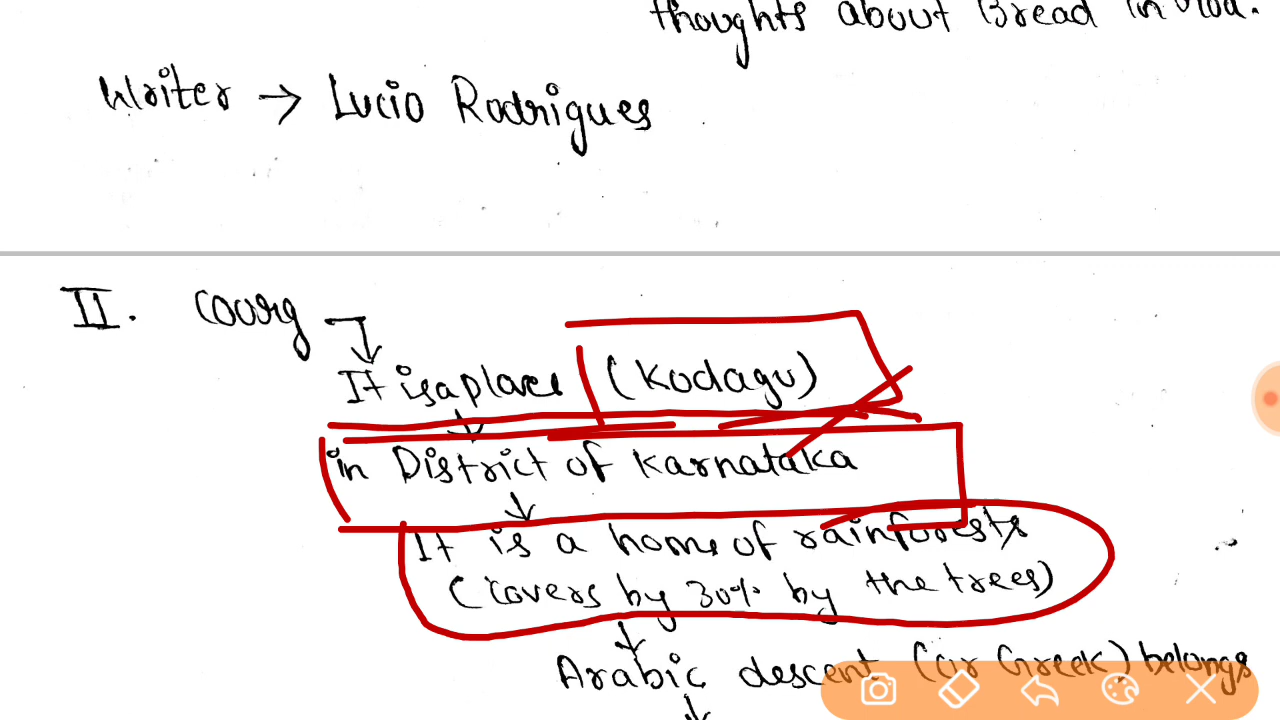 thoughts about Bread in Goa.
Writer → Lucio Rodrigues
II. Coorg
It is a place (Kodagu)
in District of Karnataka
It is a home of rainforests
(Covers by 30% by the trees)
Arabic descent (or Greek) belongs